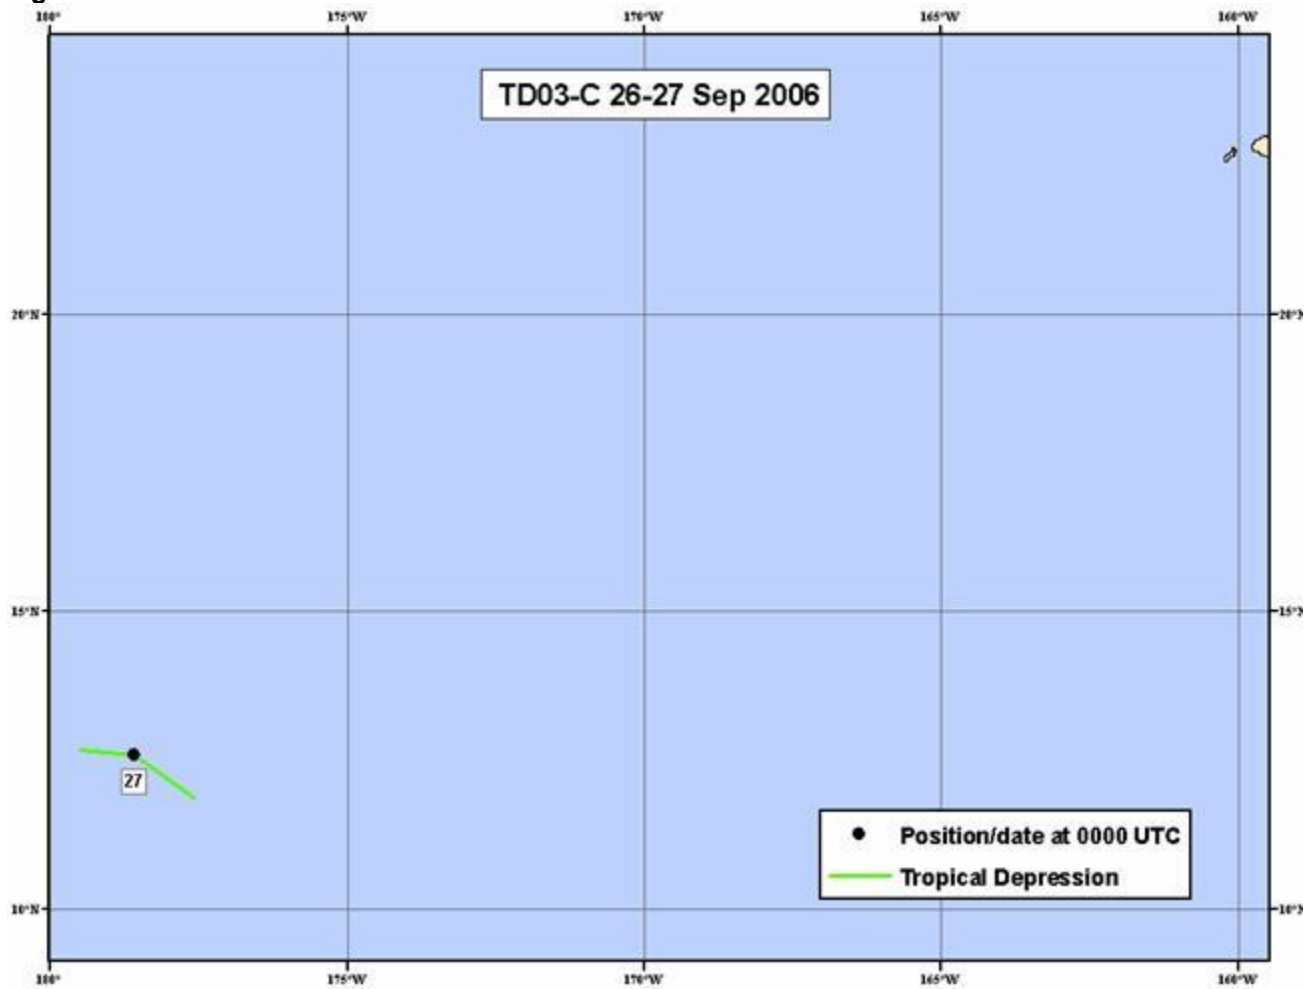 180° 175°W 170°W 165°W 160°W
TD03-C 26-27 Sep 2006
20°N 20°N
15°N 15°N
27
Position/date at 0000 UTC
Tropical Depression
10°N 10°N
180° 175°W 170°W 165°W 160°W